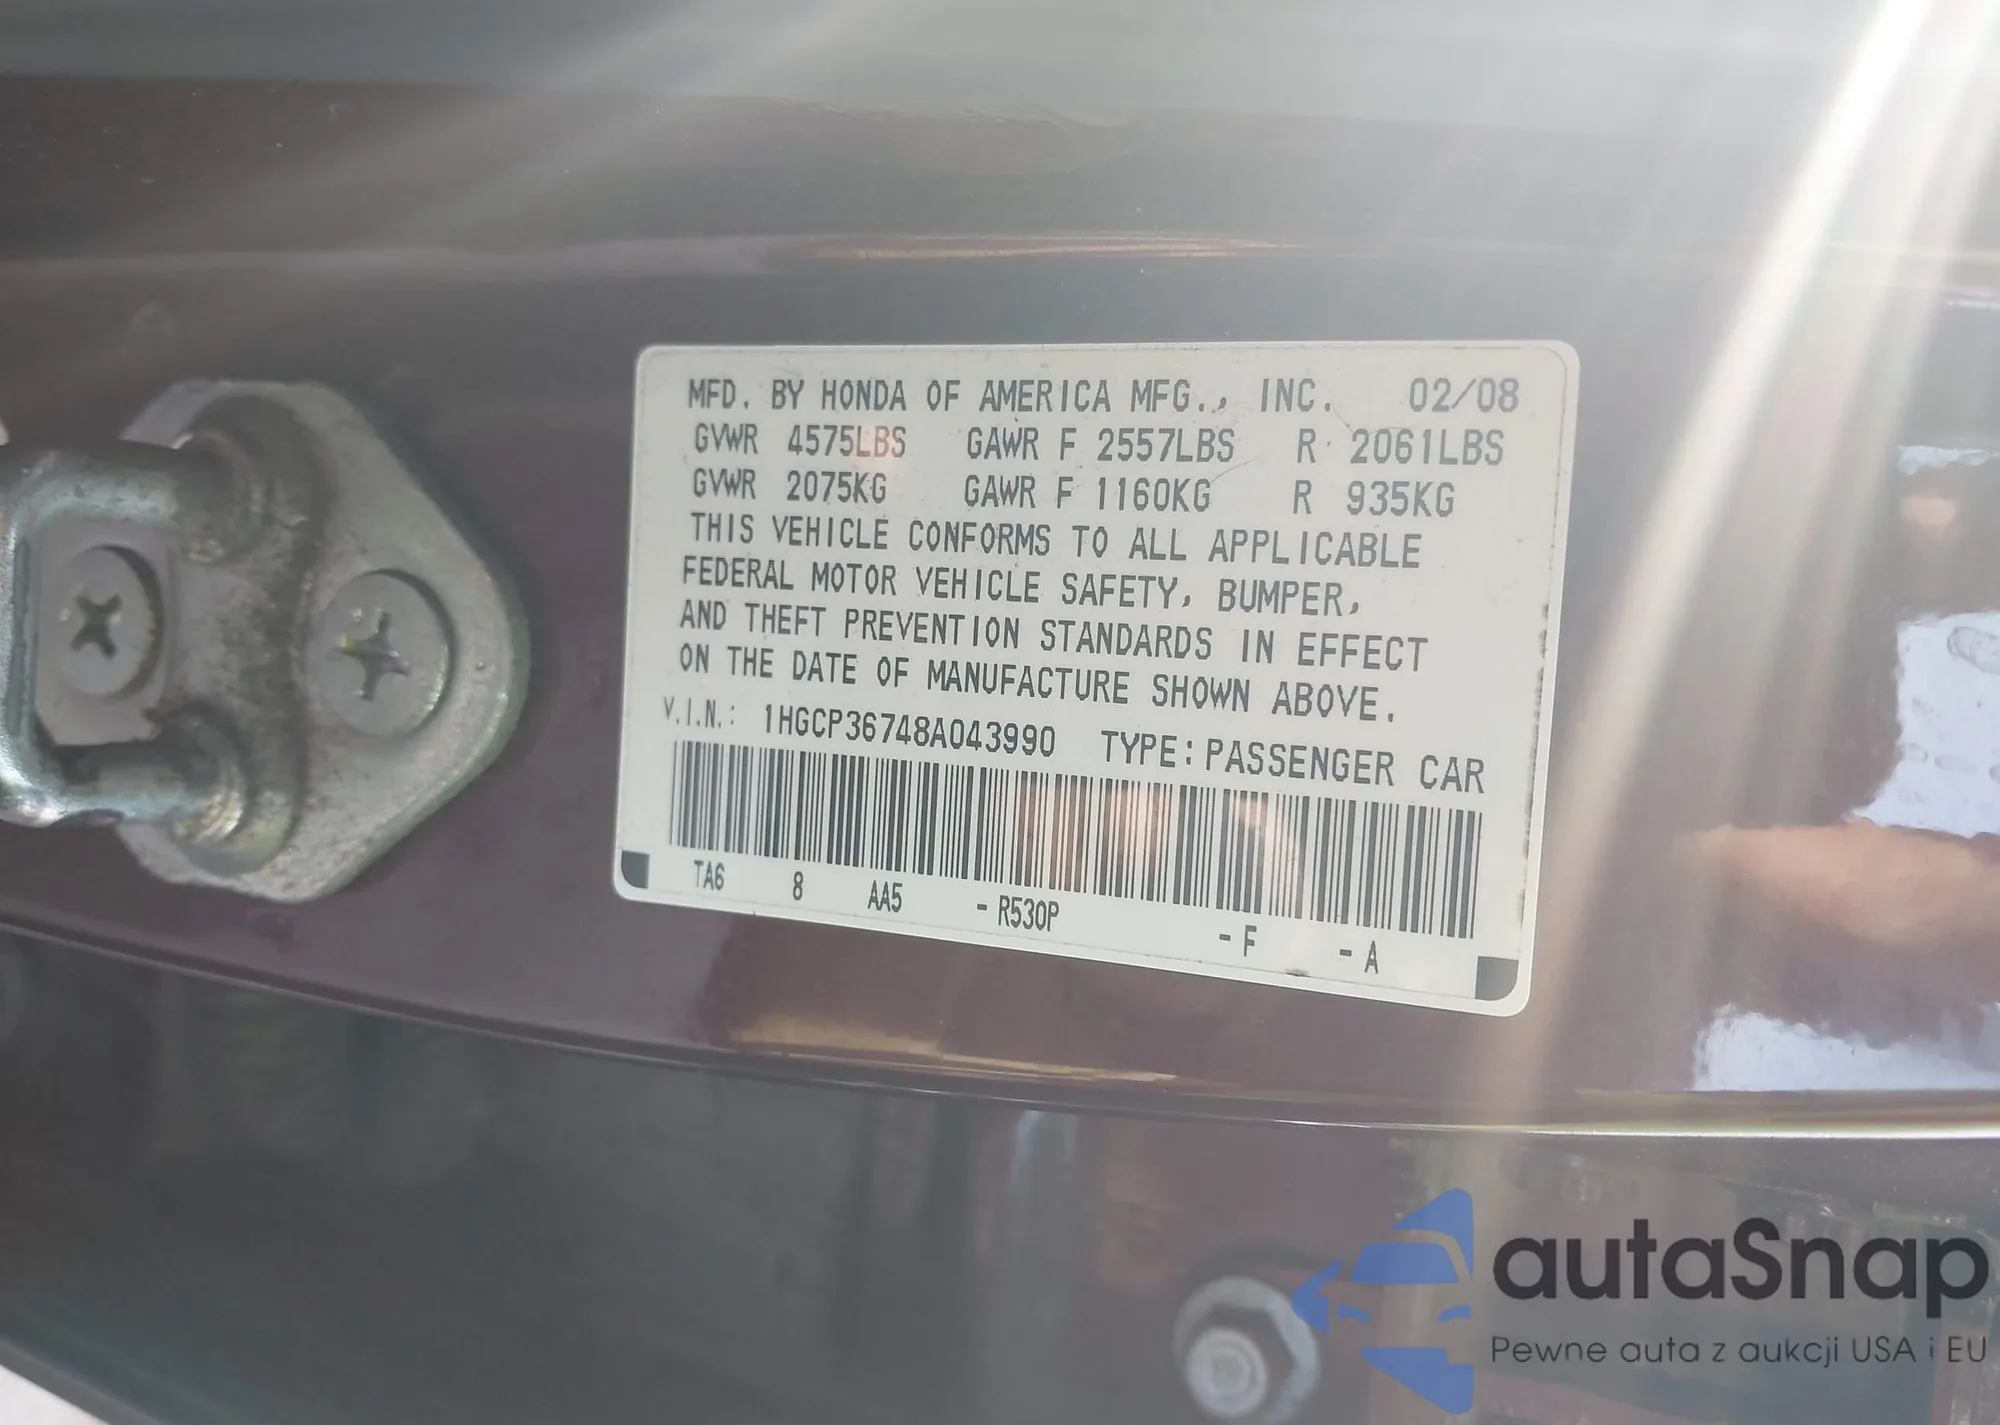 MFD. BY HONDA OF AMERICA MFG., INC. 02/08
GVWR 4575LBS GAWR F 2557LBS R 2061LBS
GVWR 2075KG GAWR F 1160KG R 935KG
THIS VEHICLE CONFORMS TO ALL APPLICABLE
FEDERAL MOTOR VEHICLE SAFETY, BUMPER,
AND THEFT PREVENTION STANDARDS IN EFFECT
ON THE DATE OF MANUFACTURE SHOWN ABOVE.
V.I.N.: 1HGCP36748A043990 TYPE: PASSENGER CAR
TA6 8 AA5 - R530P - F - A
autaSnap
Pewne auta z aukcji USA i EU